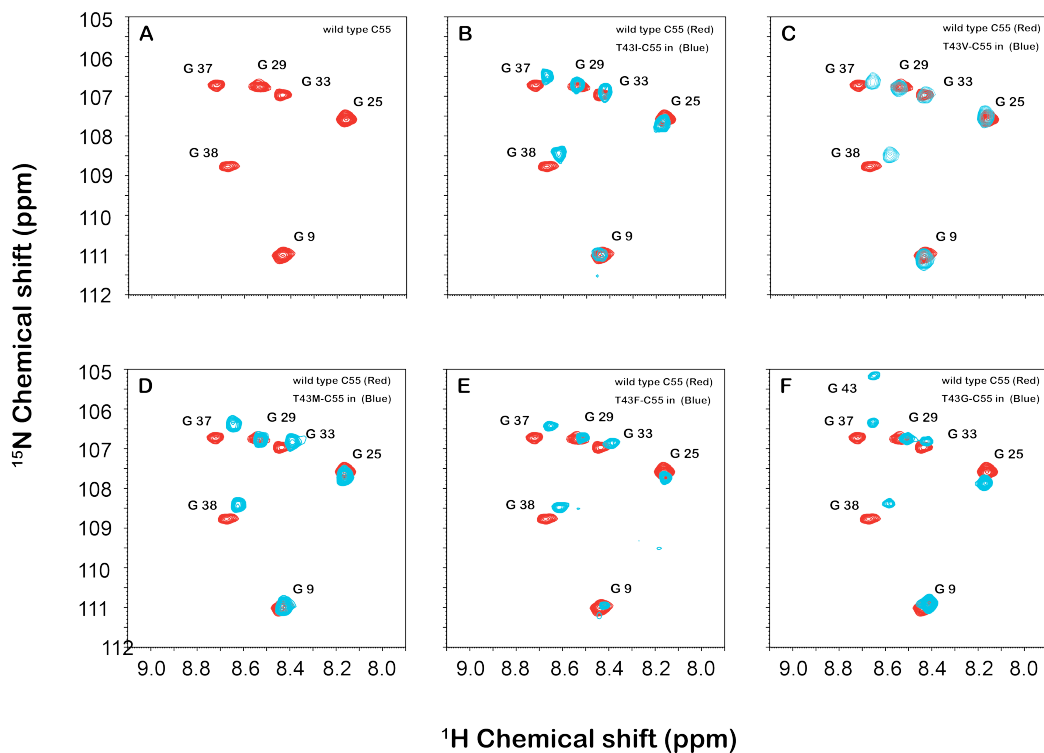 105
106
107
108
109
110
111
112
A
wild type C55
G 37
G 29
G 33
G 25
G 38
G 9
B
wild type C55 (Red)
T43I-C55 in (Blue)
G 37
G 29
G 33
G 25
G 38
G 9
C
wild type C55 (Red)
T43V-C55 in (Blue)
G 37
G 29
G 33
G 25
G 38
G 9
15N Chemical shift (ppm)
105
106
107
108
109
110
111
112
D
wild type C55 (Red)
T43M-C55 in (Blue)
G 37
G 29
G 33
G 25
G 38
G 9
E
wild type C55 (Red)
T43F-C55 in (Blue)
G 37
G 29
G 33
G 25
G 38
G 9
F
wild type C55 (Red)
T43G-C55 in (Blue)
G 43
G 37
G 29
G 33
G 25
G 38
G 9
9.0 8.8 8.6 8.4 8.2 8.0
9.0 8.8 8.6 8.4 8.2 8.0
9.0 8.8 8.6 8.4 8.2 8.0
1H Chemical shift (ppm)